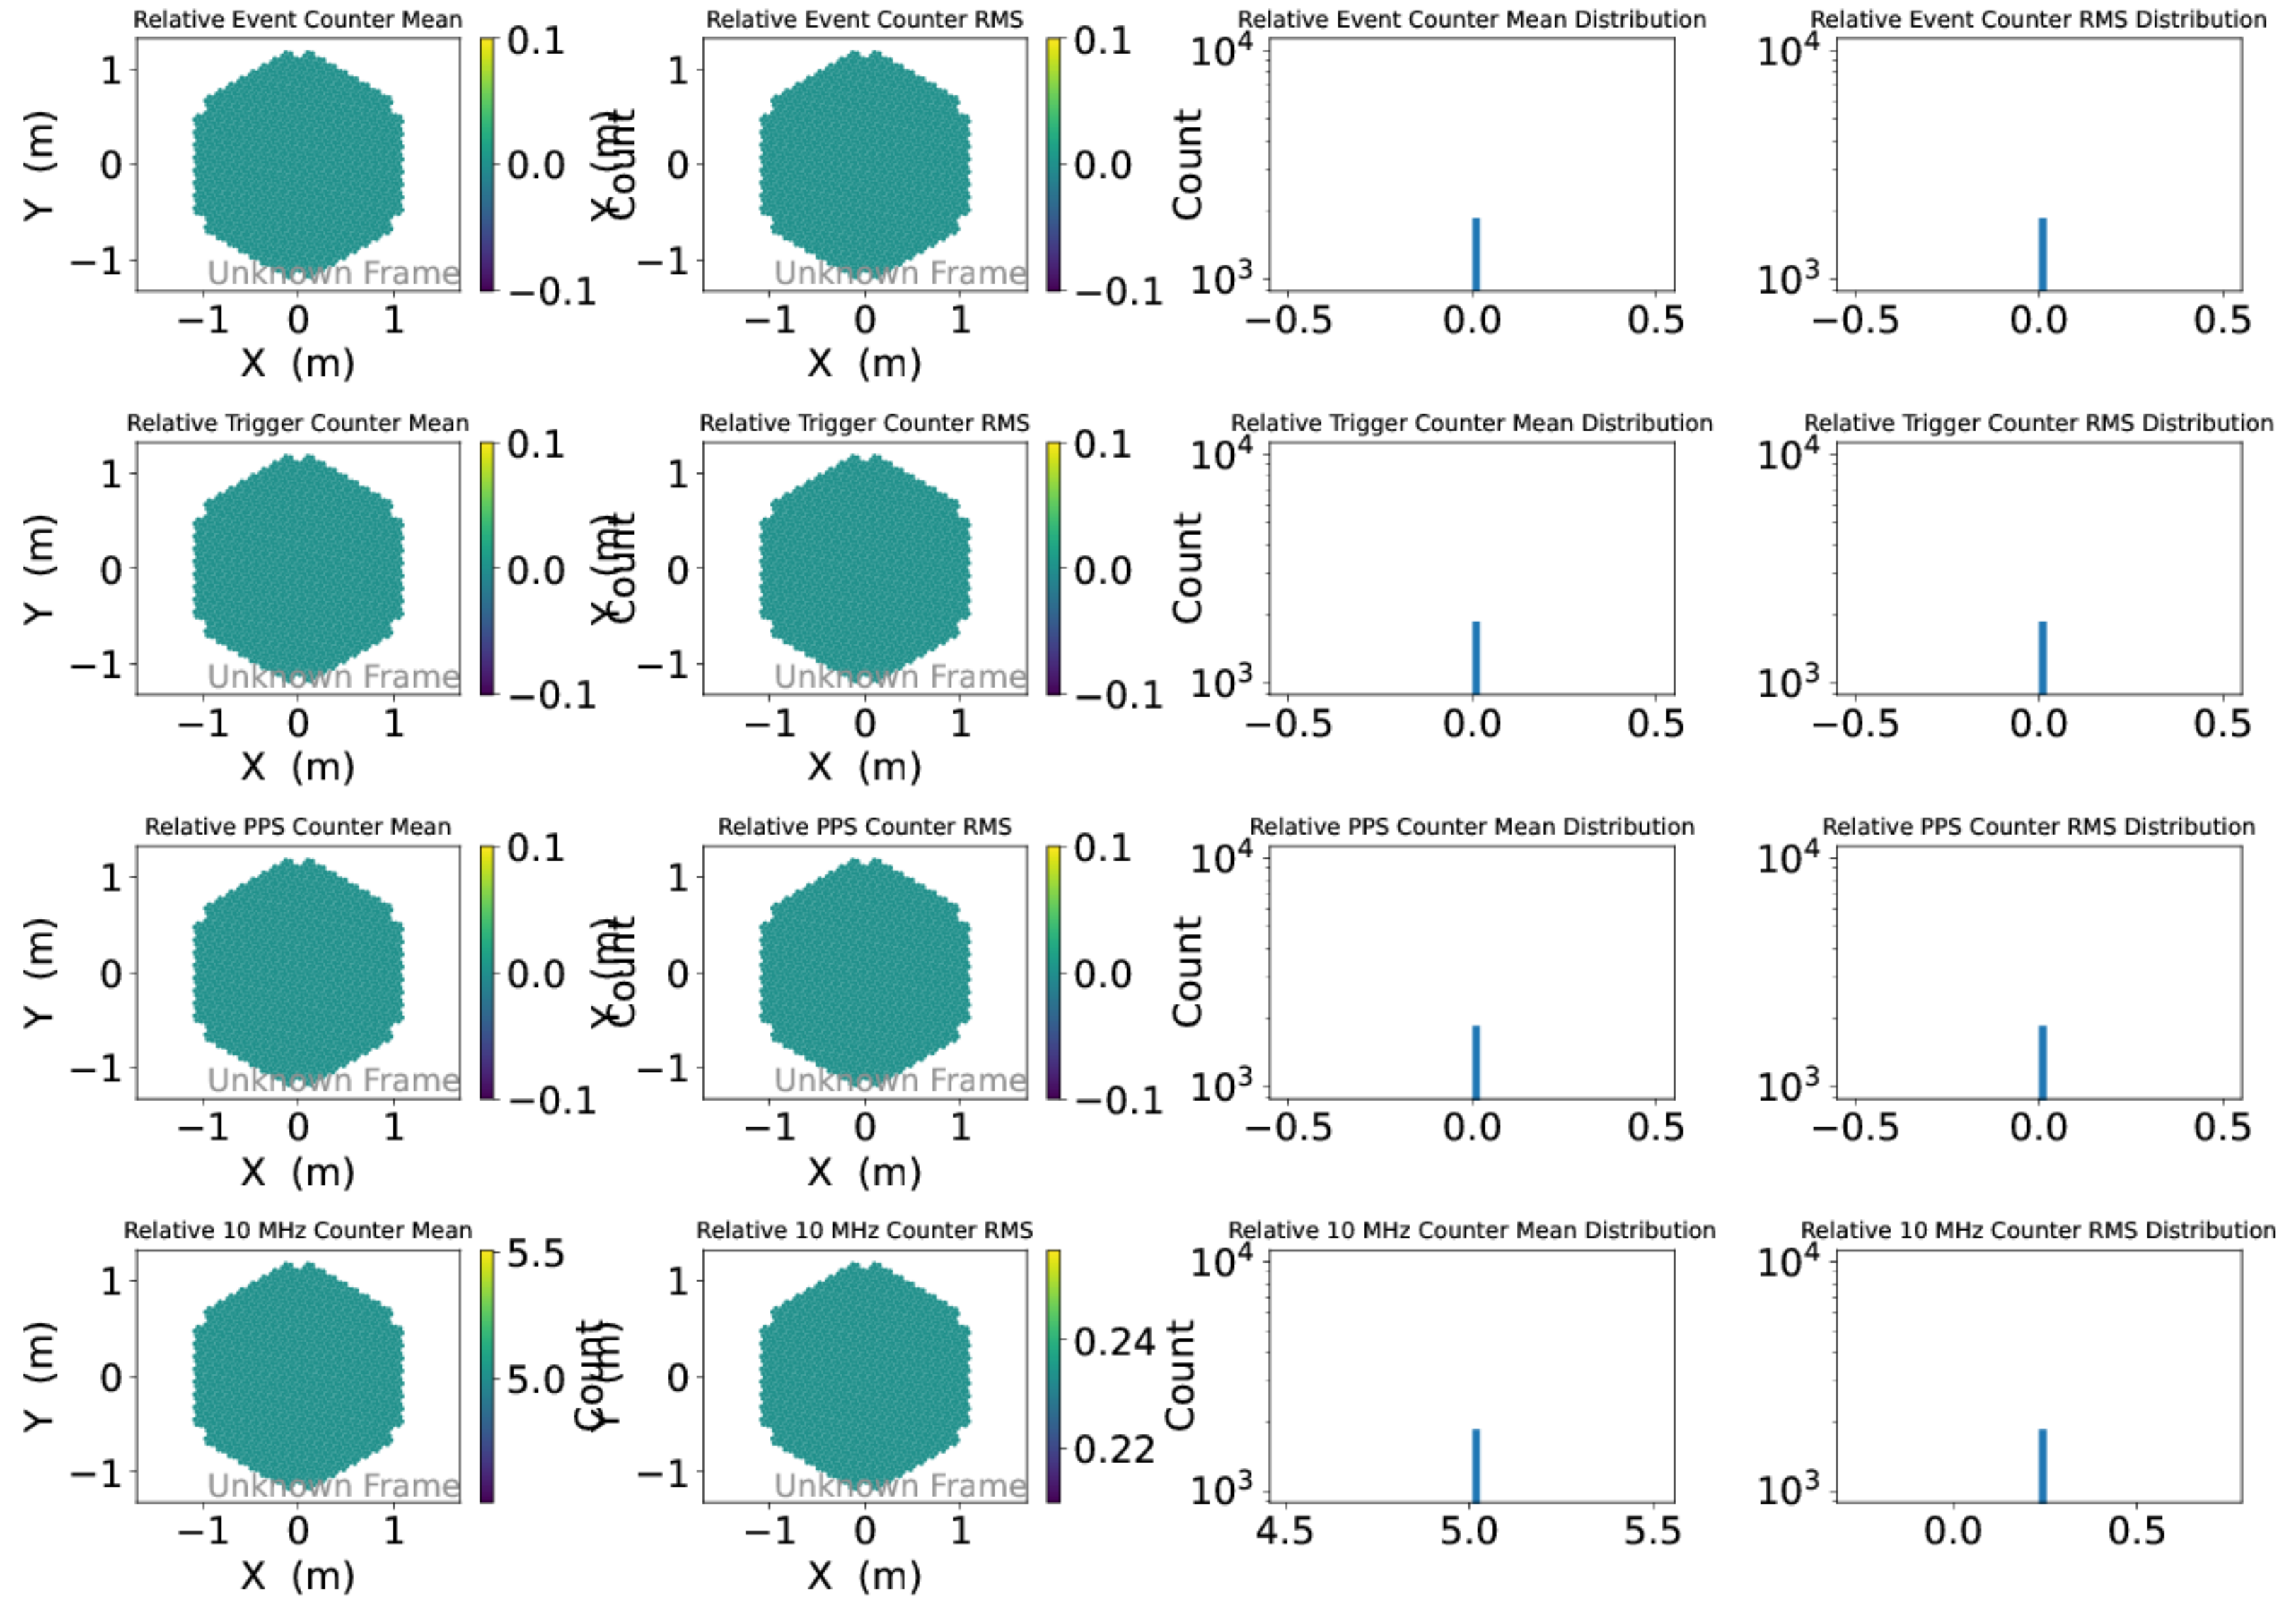 Relative Event Counter Mean
Relative Event Counter RMS
Relative Event Counter Mean Distribution
Relative Event Counter RMS Distribution
Y (m)
1
0
−1
Unknown Frame
−1 0 1
X (m)
0.1
0.0
−0.1
Count
Y (m)
1
0
−1
Unknown Frame
−1 0 1
X (m)
0.1
0.0
−0.1
Count
10⁴
10³
−0.5 0.0 0.5
10⁴
10³
−0.5 0.0 0.5
Relative Trigger Counter Mean
Relative Trigger Counter RMS
Relative Trigger Counter Mean Distribution
Relative Trigger Counter RMS Distribution
Y (m)
1
0
−1
Unknown Frame
−1 0 1
X (m)
0.1
0.0
−0.1
Count
Y (m)
1
0
−1
Unknown Frame
−1 0 1
X (m)
0.1
0.0
−0.1
Count
10⁴
10³
−0.5 0.0 0.5
10⁴
10³
−0.5 0.0 0.5
Relative PPS Counter Mean
Relative PPS Counter RMS
Relative PPS Counter Mean Distribution
Relative PPS Counter RMS Distribution
Y (m)
1
0
−1
Unknown Frame
−1 0 1
X (m)
0.1
0.0
−0.1
Count
Y (m)
1
0
−1
Unknown Frame
−1 0 1
X (m)
0.1
0.0
−0.1
Count
10⁴
10³
−0.5 0.0 0.5
10⁴
10³
−0.5 0.0 0.5
Relative 10 MHz Counter Mean
Relative 10 MHz Counter RMS
Relative 10 MHz Counter Mean Distribution
Relative 10 MHz Counter RMS Distribution
Y (m)
1
0
−1
Unknown Frame
−1 0 1
X (m)
5.5
5.0
Count
Y (m)
1
0
−1
Unknown Frame
−1 0 1
X (m)
0.24
0.22
Count
10⁴
10³
4.5 5.0 5.5
10⁴
10³
0.0 0.5